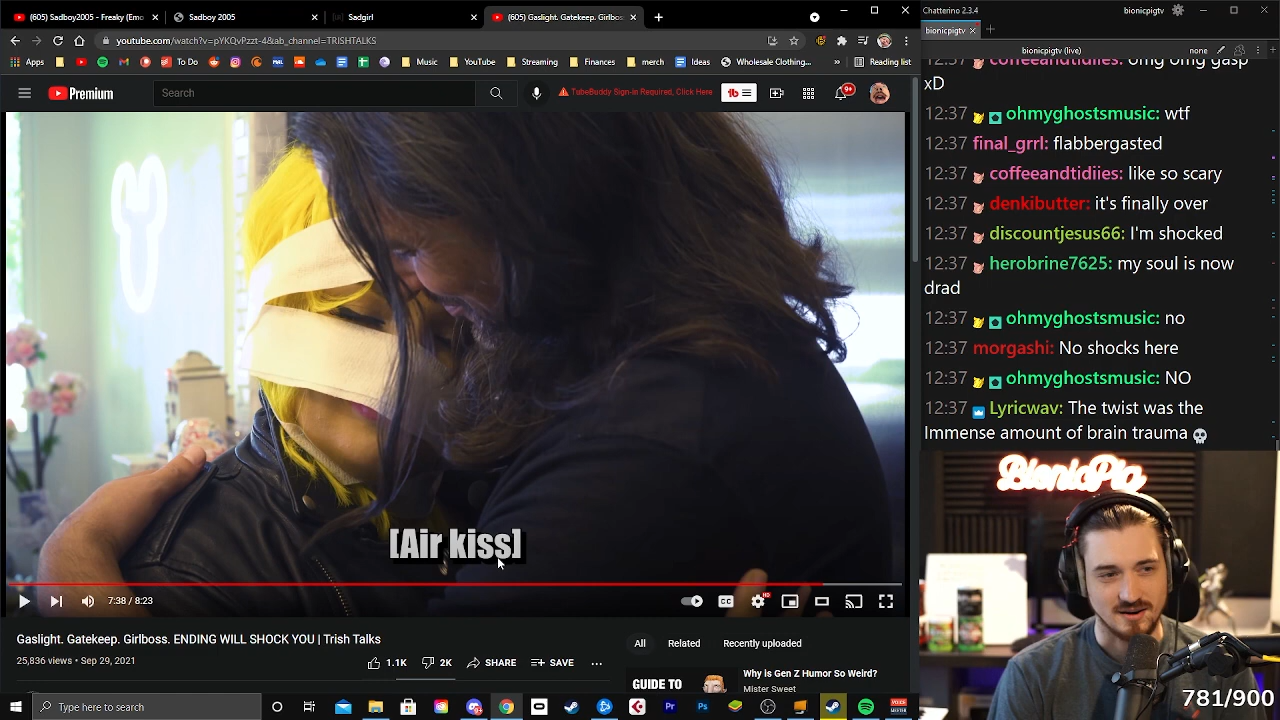 (605) Sadboy2005 - Freaky (Emo
Sadboy 2005
Sadgirl
(605) Gaslight. Gatekeep. Girlbos
Chatterino 2.3.4
bionicpigtv
youtube.com/watch?v=pYKQvPzzt-4&ab_channel=TRISHTALKS
bionicpigtv
bionicpigtv (live)
none
Apps
To Do
Music
YouTube
Streaming
Finances
merch
Ideas
Wholesale Clothing...
Reading list
Premium
Search
TubeBuddy Sign-in Required, Click Here
9+
12:37 coffeeandtidiies: omg omg gasp
xD
12:37 ohmyghostsmusic: wtf
12:37 final_grrl: flabbergasted
12:37 coffeeandtidiies: like so scary
12:37 denkibutter: it's finally over
12:37 discountjesus66: I'm shocked
12:37 herobrine7625: my soul is now
drad
12:37 ohmyghostsmusic: no
12:37 morgashi: No shocks here
12:37 ohmyghostsmusic: NO
12:37 Lyricwav: The twist was the
Immense amount of brain trauma 💀
BionicPig
[Air kiss]
7:38 / 8:23
CC
HD
Gaslight. Gatekeep. Girlboss. ENDING WILL SHOCK YOU | Trish Talks
25,836 views • Sep 29, 2021
1.1K
2K
SHARE
SAVE
All
Related
Recently uploaded
GUIDE TO
Why is Gen Z Humor So Weird?
Mister Sweet
Type here to search
781/900